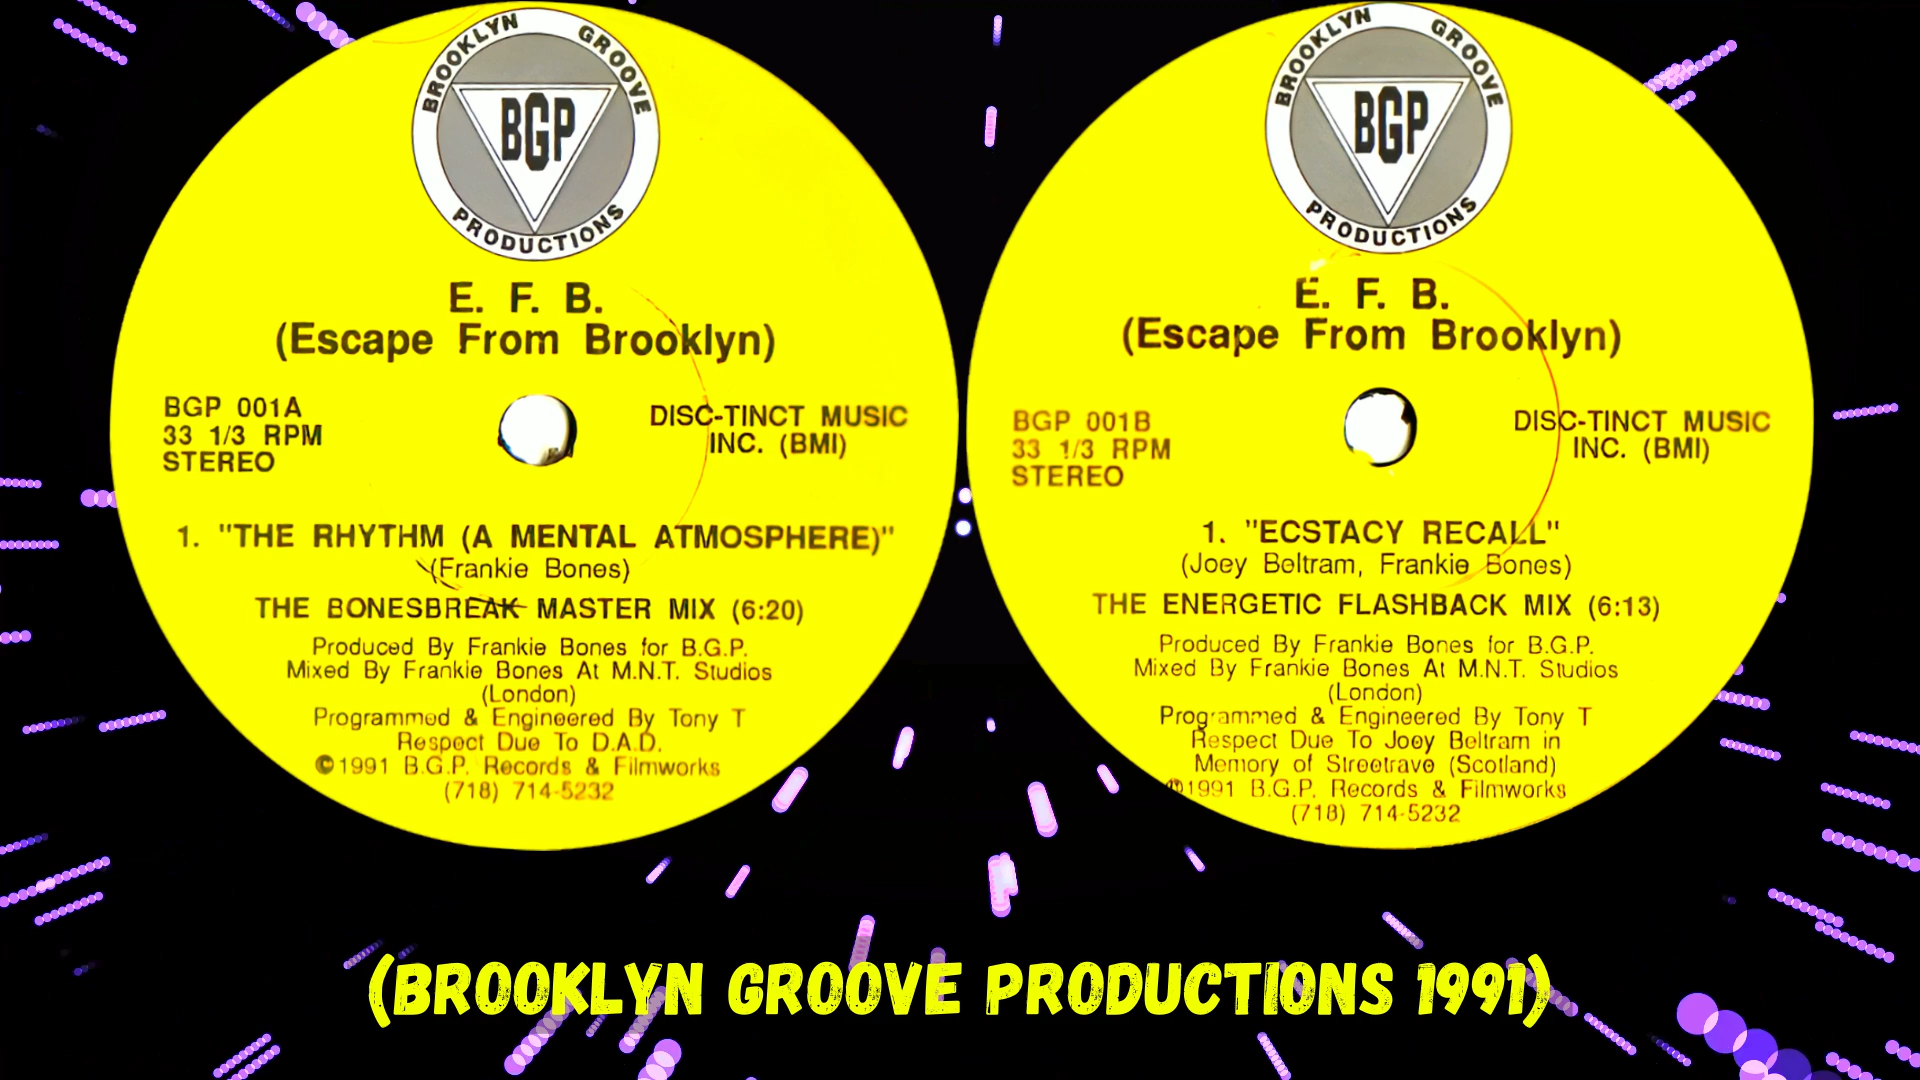 BROOKLYN GROOVE
BGP
PRODUCTIONS
E. F. B.
(Escape From Brooklyn)
BGP 001A
33 1/3 RPM
STEREO
DISC-TINCT MUSIC
INC. (BMI)
1. "THE RHYTHM (A MENTAL ATMOSPHERE)"
(Frankie Bones)
THE BONESBREAK MASTER MIX (6:20)
Produced By Frankie Bones for B.G.P.
Mixed By Frankie Bones At M.N.T. Studios
(London)
Programmed & Engineered By Tony T
Respect Due To D.A.D.
©1991 B.G.P. Records & Filmworks
(718) 714-5232
BROOKLYN GROOVE
BGP
PRODUCTIONS
E. F. B.
(Escape From Brooklyn)
BGP 001B
33 1/3 RPM
STEREO
DISC-TINCT MUSIC
INC. (BMI)
1. "ECSTACY RECALL"
(Joey Beltram, Frankie Bones)
THE ENERGETIC FLASHBACK MIX (6:13)
Produced By Frankie Bones for B.G.P.
Mixed By Frankie Bones At M.N.T. Studios
(London)
Programmed & Engineered By Tony T
Respect Due To Joey Beltram in
Memory of Streetrave (Scotland)
©1991 B.G.P. Records & Filmworks
(718) 714-5232
(BROOKLYN GROOVE PRODUCTIONS 1991)